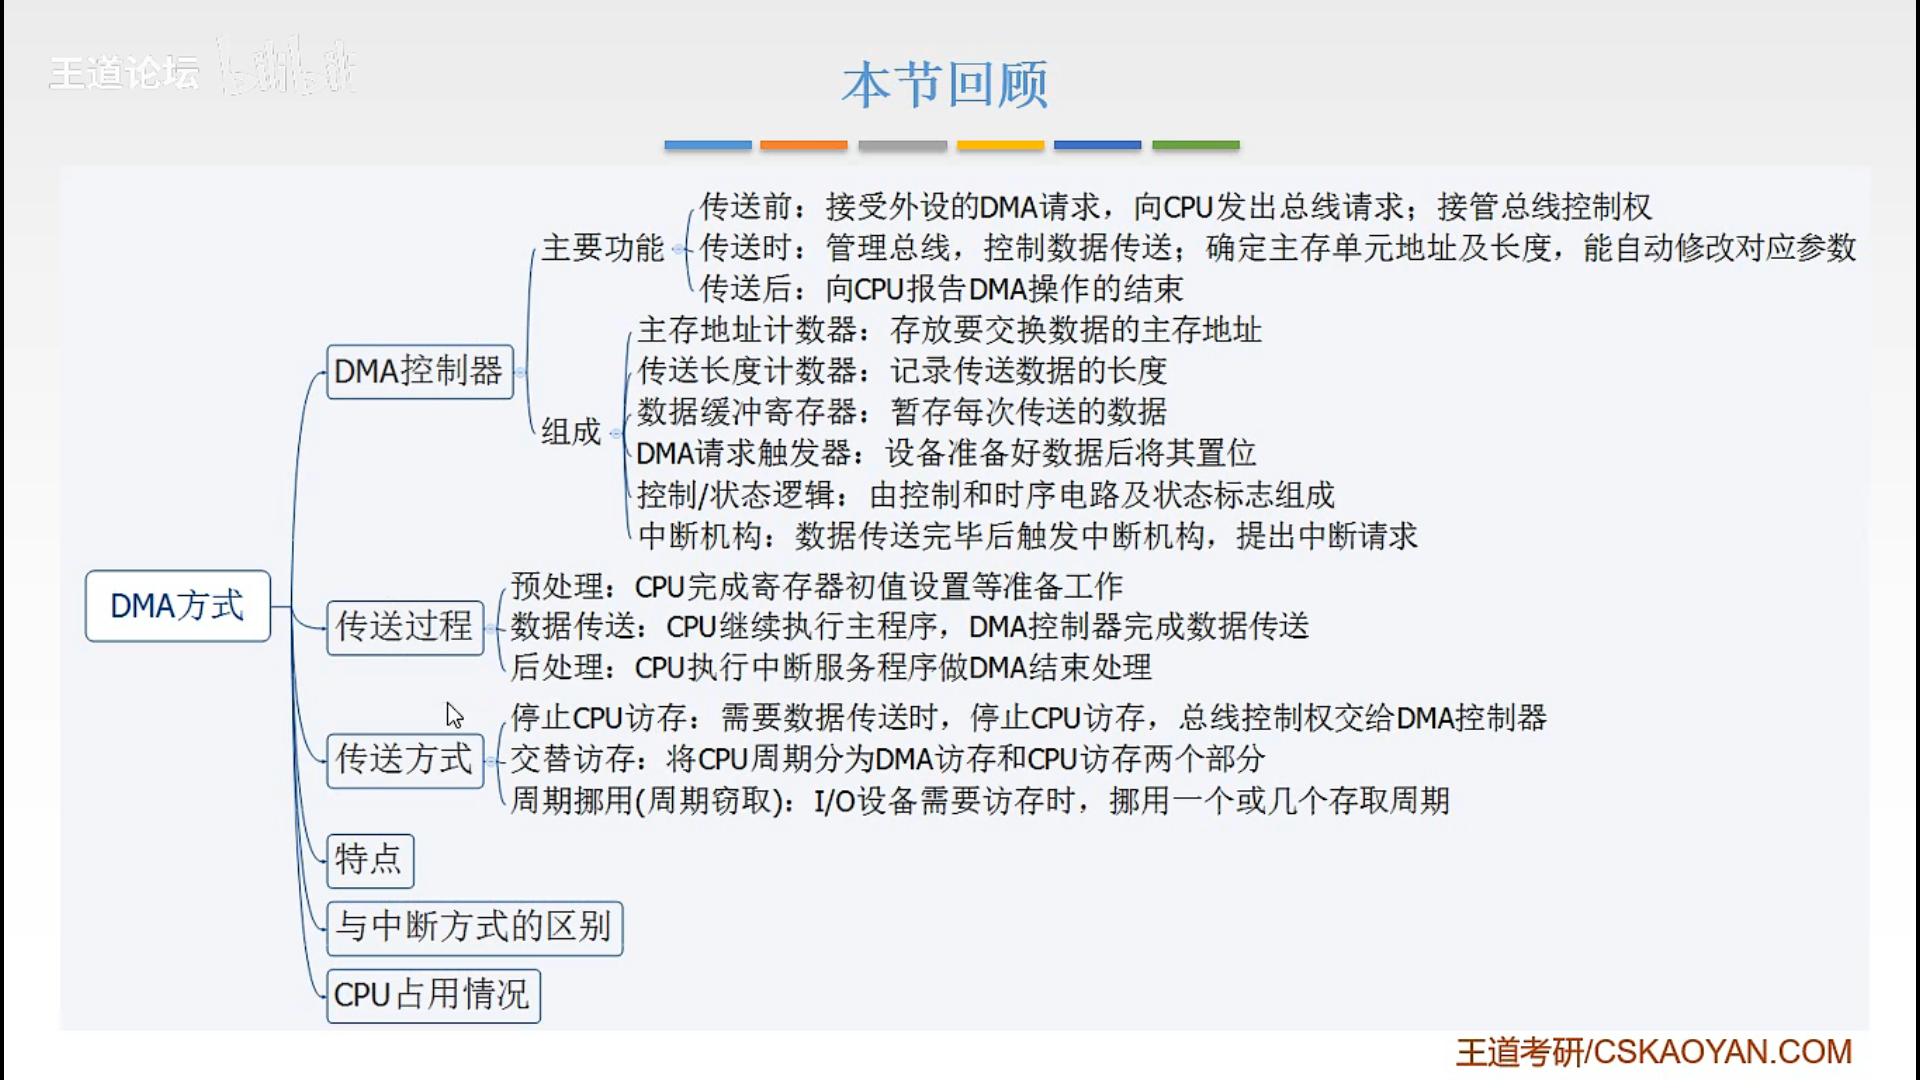 王道论坛 bilibili
本节回顾
传送前：接受外设的DMA请求，向CPU发出总线请求；接管总线控制权
主要功能
传送时：管理总线，控制数据传送；确定主存单元地址及长度，能自动修改对应参数
传送后：向CPU报告DMA操作的结束
主存地址计数器：存放要交换数据的主存地址
DMA控制器
传送长度计数器：记录传送数据的长度
数据缓冲寄存器：暂存每次传送的数据
组成
DMA请求触发器：设备准备好数据后将其置位
控制/状态逻辑：由控制和时序电路及状态标志组成
中断机构：数据传送完毕后触发中断机构，提出中断请求
DMA方式
预处理：CPU完成寄存器初值设置等准备工作
传送过程
数据传送：CPU继续执行主程序，DMA控制器完成数据传送
后处理：CPU执行中断服务程序做DMA结束处理
停止CPU访存：需要数据传送时，停止CPU访存，总线控制权交给DMA控制器
传送方式
交替访存：将CPU周期分为DMA访存和CPU访存两个部分
周期挪用(周期窃取)：I/O设备需要访存时，挪用一个或几个存取周期
特点
与中断方式的区别
CPU占用情况
王道考研/CSKAOYAN.COM